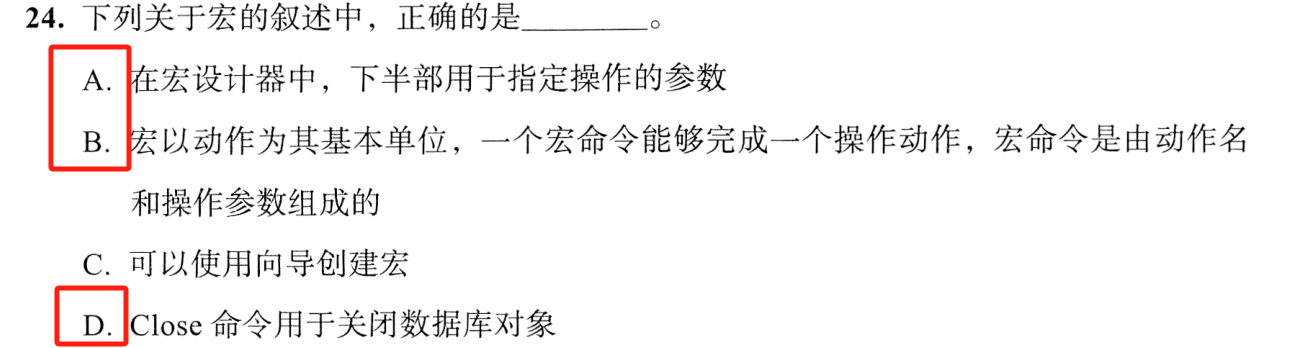 24. 下列关于宏的叙述中，正确的是________。
A. 在宏设计器中，下半部用于指定操作的参数
B. 宏以动作为其基本单位，一个宏命令能够完成一个操作动作，宏命令是由动作名
和操作参数组成的
C. 可以使用向导创建宏
D. Close 命令用于关闭数据库对象